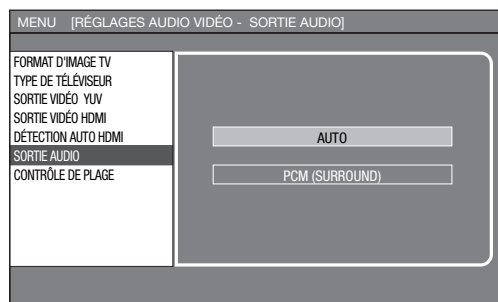 MENU [RÉGLAGES AUDIO VIDÉO - SORTIE AUDIO]
FORMAT D'IMAGE TV
TYPE DE TÉLÉVISEUR
SORTIE VIDÉO YUV
SORTIE VIDÉO HDMI
DÉTECTION AUTO HDMI
SORTIE AUDIO
CONTRÔLE DE PLAGE
AUTO
PCM (SURROUND)